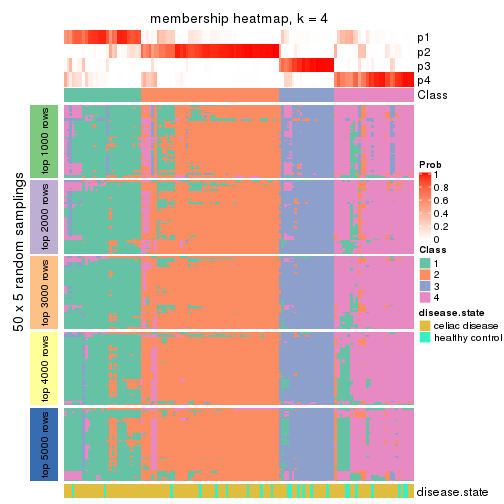 membership heatmap, k = 4
p1
p2
p3
p4
Class
50 x 5 random samplings
top 1000 rows
top 2000 rows
top 3000 rows
top 4000 rows
top 5000 rows
Prob
1
0.8
0.6
0.4
0.2
0
Class
1
2
3
4
disease.state
celiac disease
healthy control
disease.state